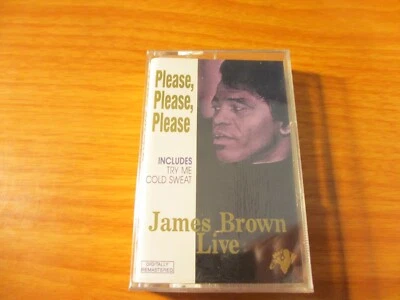 Please,
Please,
Please
INCLUDES
TRY ME
COLD SWEAT
James Brown
Live
DIGITALLY
REMASTERED